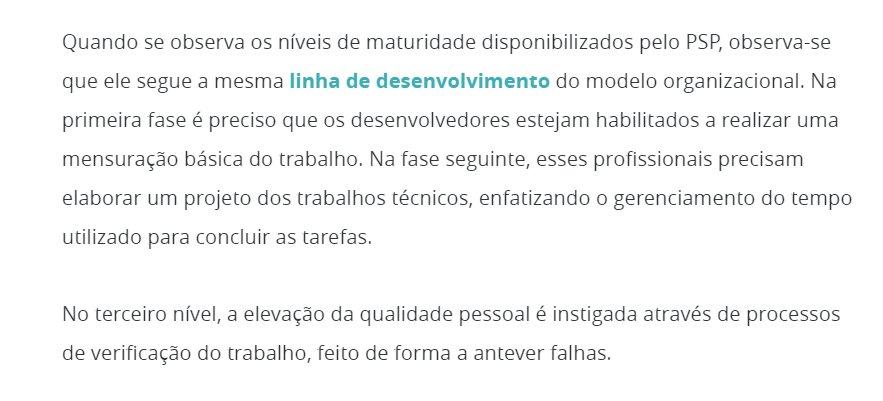 Quando se observa os níveis de maturidade disponibilizados pelo PSP, observa-se
que ele segue a mesma linha de desenvolvimento do modelo organizacional. Na
primeira fase é preciso que os desenvolvedores estejam habilitados a realizar uma
mensuração básica do trabalho. Na fase seguinte, esses profissionais precisam
elaborar um projeto dos trabalhos técnicos, enfatizando o gerenciamento do tempo
utilizado para concluir as tarefas.
No terceiro nível, a elevação da qualidade pessoal é instigada através de processos
de verificação do trabalho, feito de forma a antever falhas.